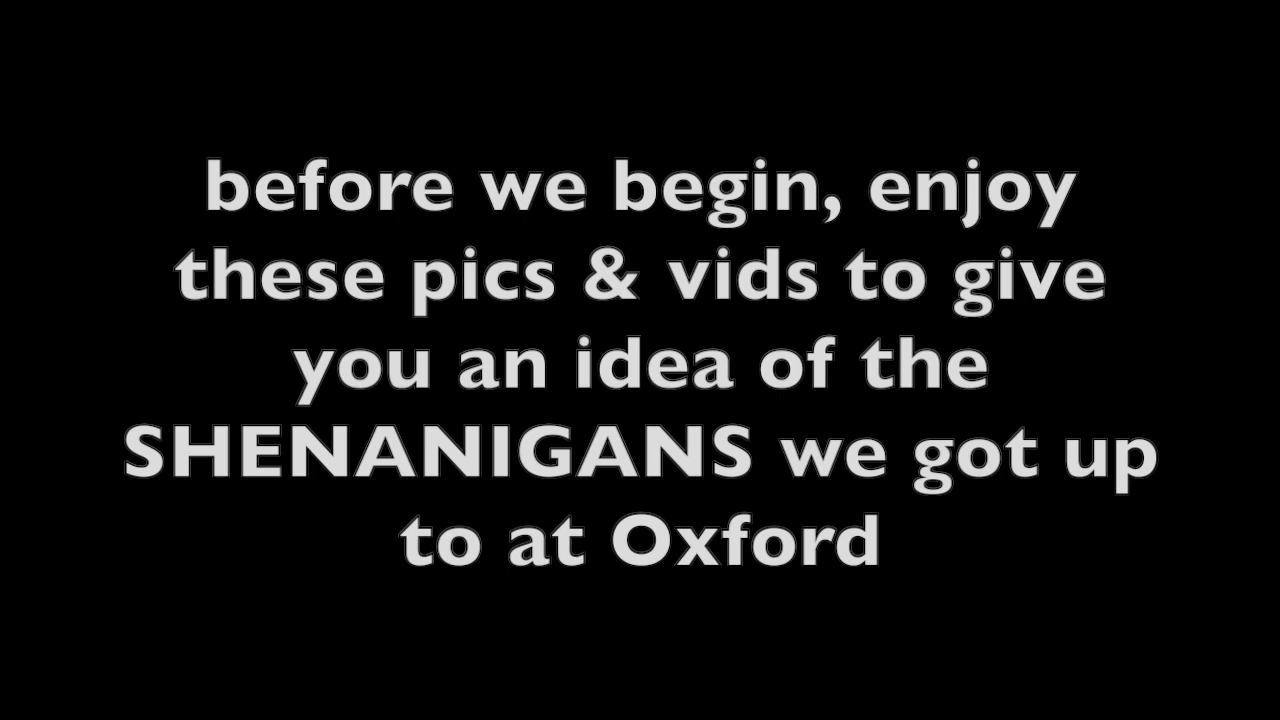 before we begin, enjoy
these pics & vids to give
you an idea of the
SHENANIGANS we got up
to at Oxford